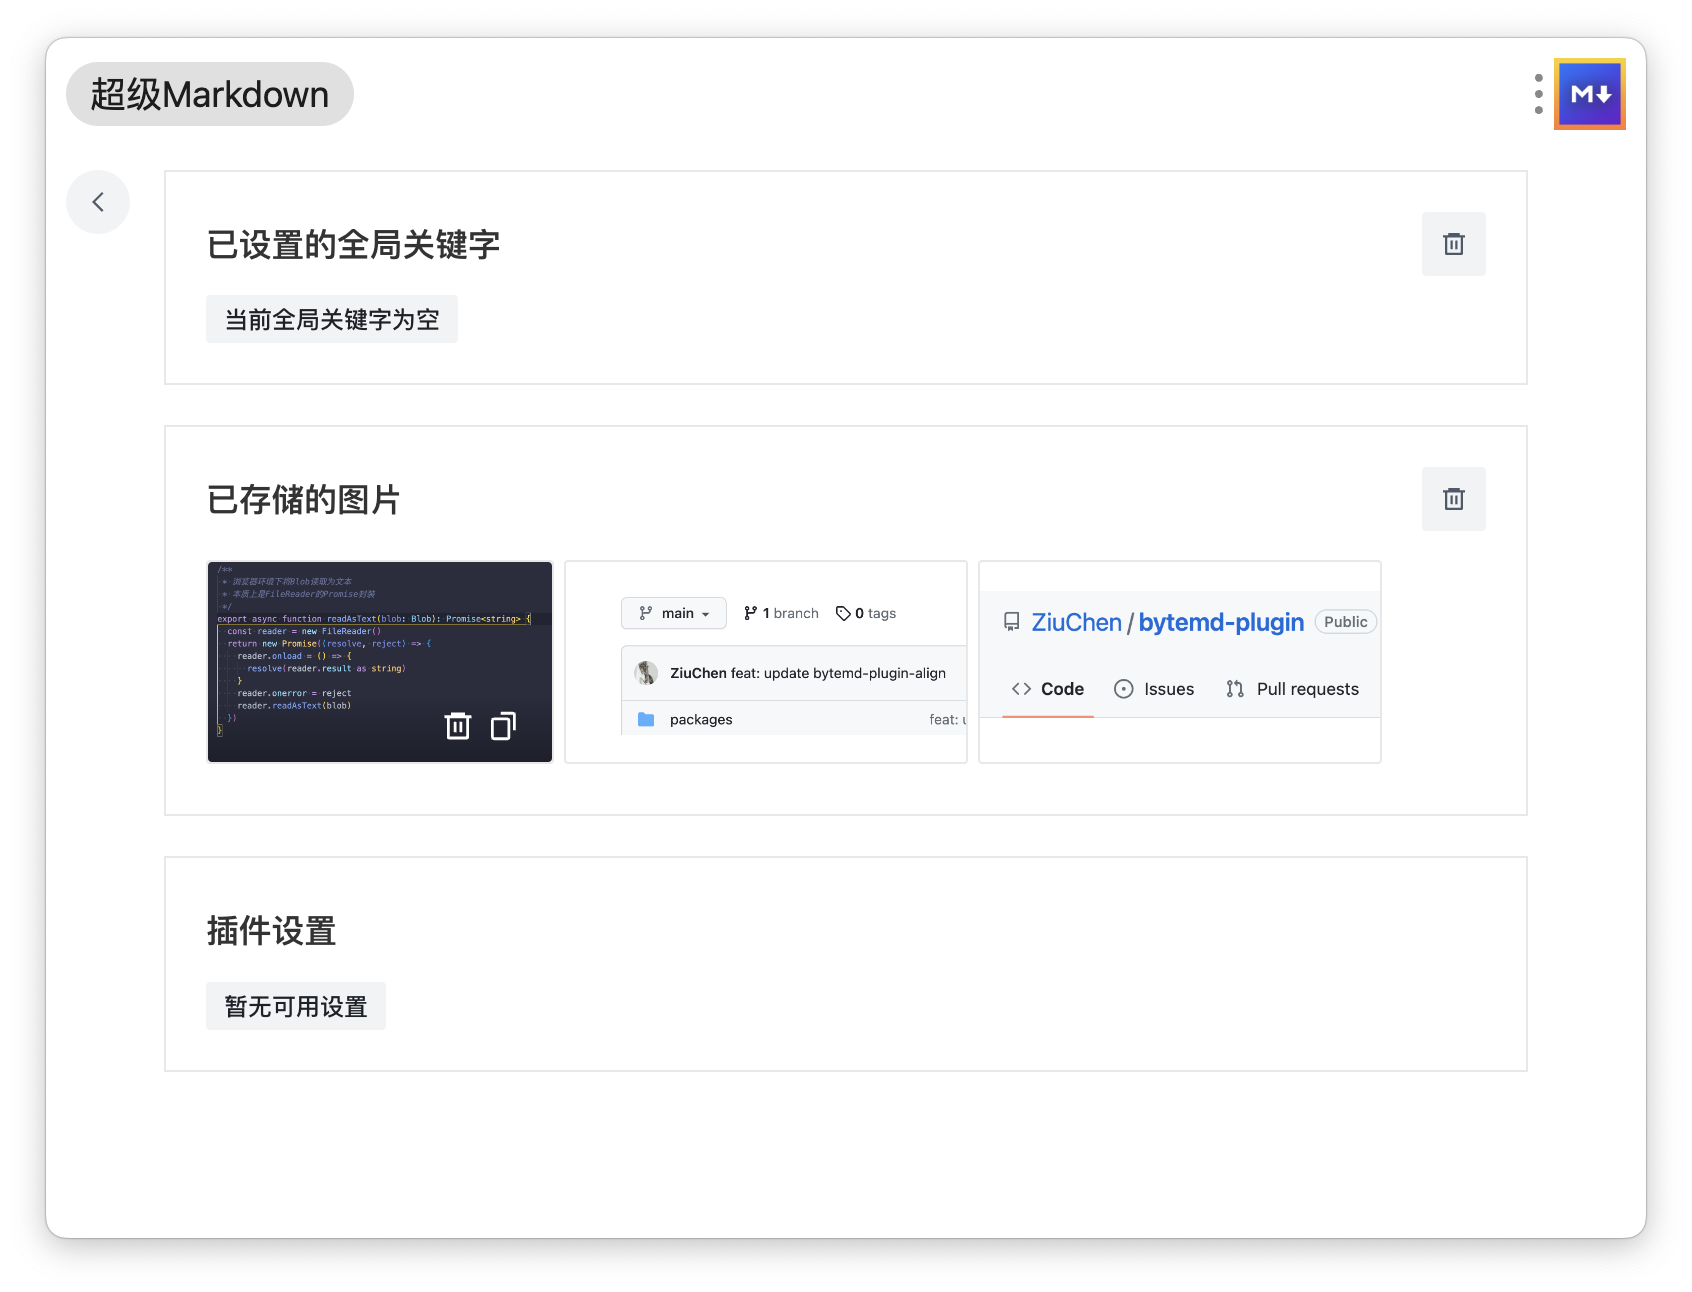 超级Markdown
M
已设置的全局关键字
当前全局关键字为空
已存储的图片
/**
* 浏览器环境下将Blob读取为文本
* 本质上是FileReader的Promise封装
*/
export async function readAsText(blob: Blob): Promise<string> {
const reader = new FileReader()
return new Promise((resolve, reject) => {
reader.onload = () => {
resolve(reader.result as string)
}
reader.onerror = reject
reader.readAsText(blob)
})
}
main
1 branch
0 tags
ZiuChen feat: update bytemd-plugin-align
packages
feat: u
ZiuChen / bytemd-plugin Public
Code
Issues
Pull requests
插件设置
暂无可用设置